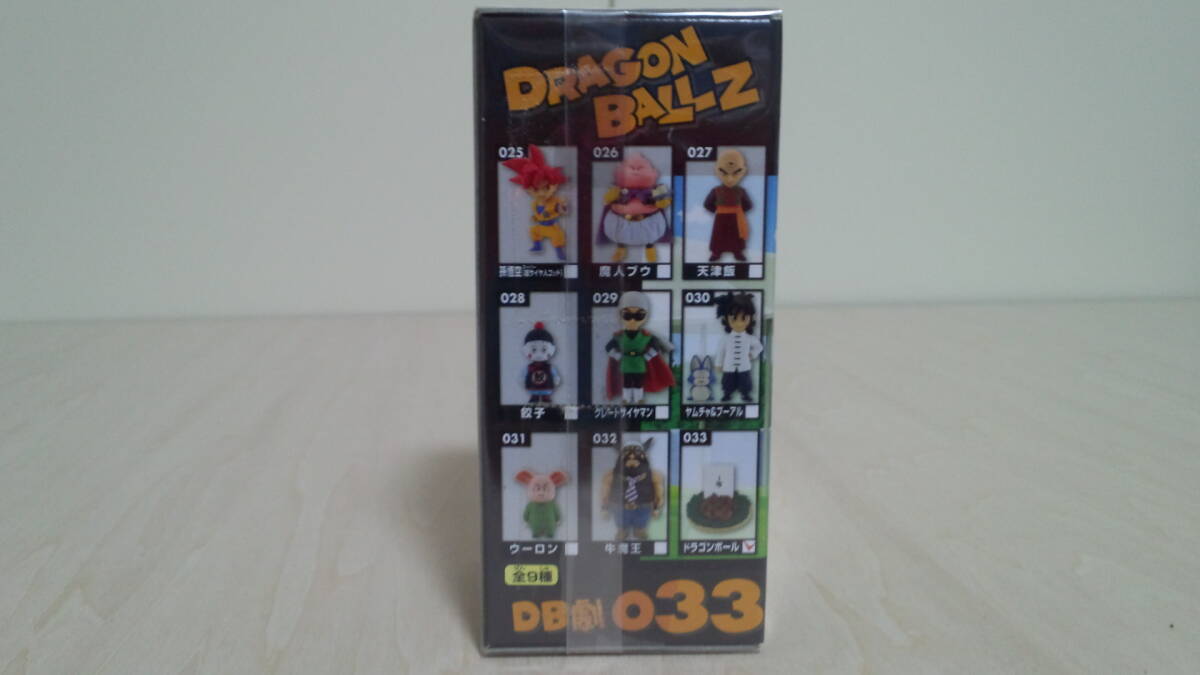 DRAGON
BALL Z
025 026 027
孫悟空(超サイヤ人ゴッド) 魔人ブウ 天津飯
028 029 030
餃子 グレートサイヤマン ヤムチャ&プーアル
031 032 033
ウーロン 牛魔王 ドラゴンボール
全9種
DB劇 033